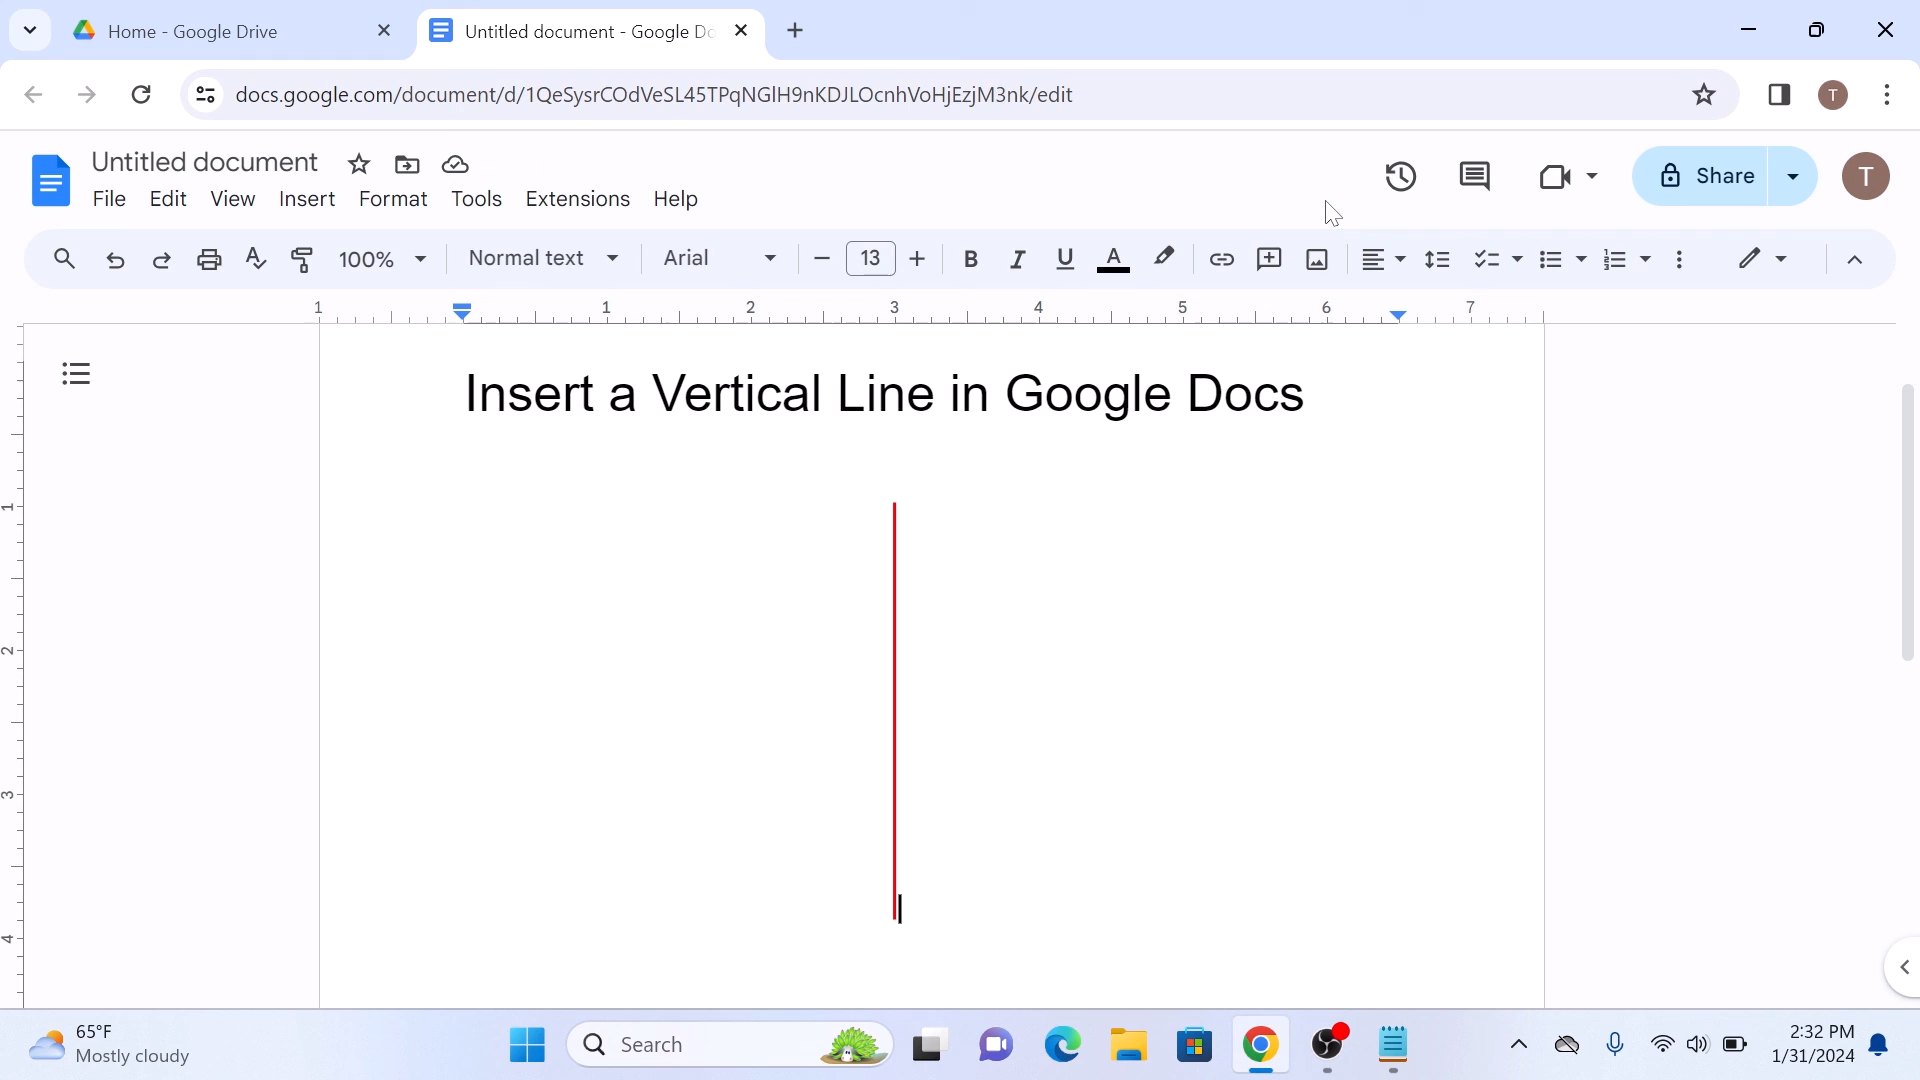 Home - Google Drive
Untitled document - Google Do
docs.google.com/document/d/1QeSysrCOdVeSL45TPqNGlH9nKDJLOcnhVoHjEzjM3nk/edit
T
Untitled document
File Edit View Insert Format Tools Extensions Help
Share
T
100% Normal text Arial 13 B I U A
1 1 2 3 4 5 6 7
Insert a Vertical Line in Google Docs
1
2
3
4
65°F
Mostly cloudy
Search
2:32 PM
1/31/2024